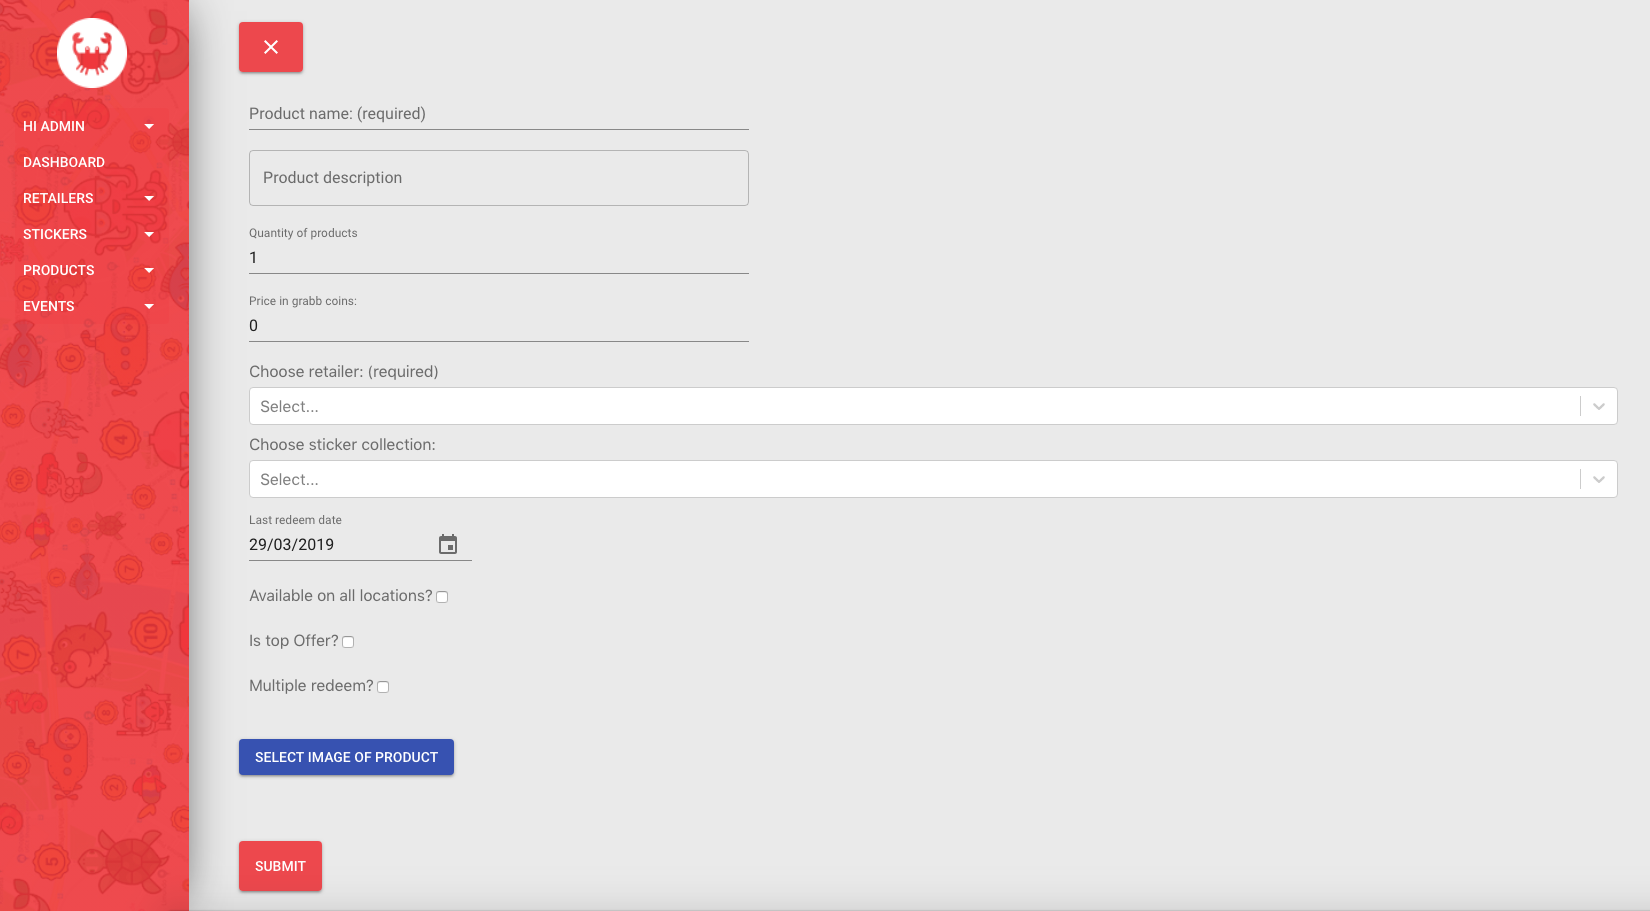 HI ADMIN
DASHBOARD
RETAILERS
STICKERS
PRODUCTS
EVENTS
Product name: (required)
Product description
Quantity of products
1
Price in grabb coins:
0
Choose retailer: (required)
Select...
Choose sticker collection:
Select...
Last redeem date
29/03/2019
Available on all locations?
Is top Offer?
Multiple redeem?
SELECT IMAGE OF PRODUCT
SUBMIT